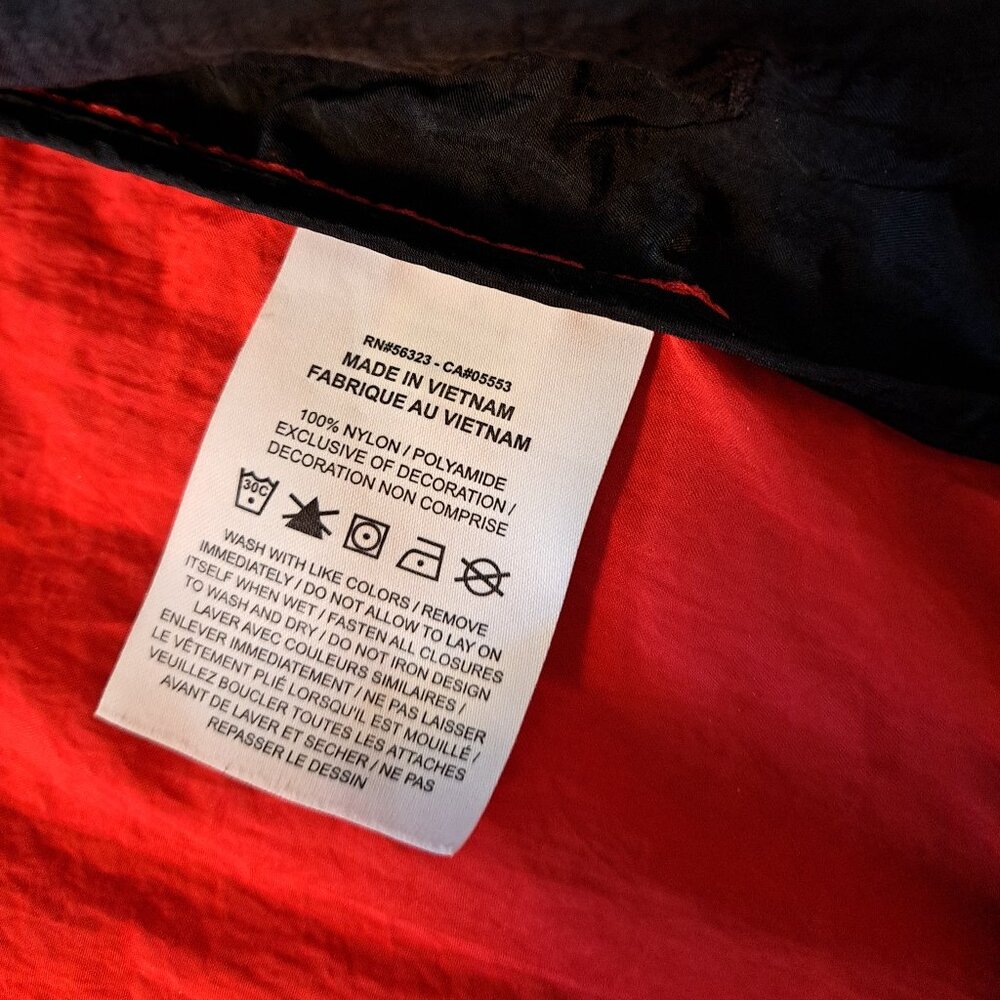 RN#56323 - CA#05553
MADE IN VIETNAM
FABRIQUE AU VIETNAM
100% NYLON / POLYAMIDE
EXCLUSIVE OF DECORATION /
DECORATION NON COMPRISE
30C
WASH WITH LIKE COLORS / REMOVE
IMMEDIATELY / DO NOT ALLOW TO LAY ON
ITSELF WHEN WET / FASTEN ALL CLOSURES
TO WASH AND DRY / DO NOT IRON DESIGN
LAVER AVEC COULEURS SIMILAIRES /
ENLEVER IMMEDIATEMENT / NE PAS LAISSER
LE VÊTEMENT PLIÉ LORSQU'IL EST MOUILLÉ /
VEUILLEZ BOUCLER TOUTES LES ATTACHES
AVANT DE LAVER ET SECHER / NE PAS
REPASSER LE DESSIN